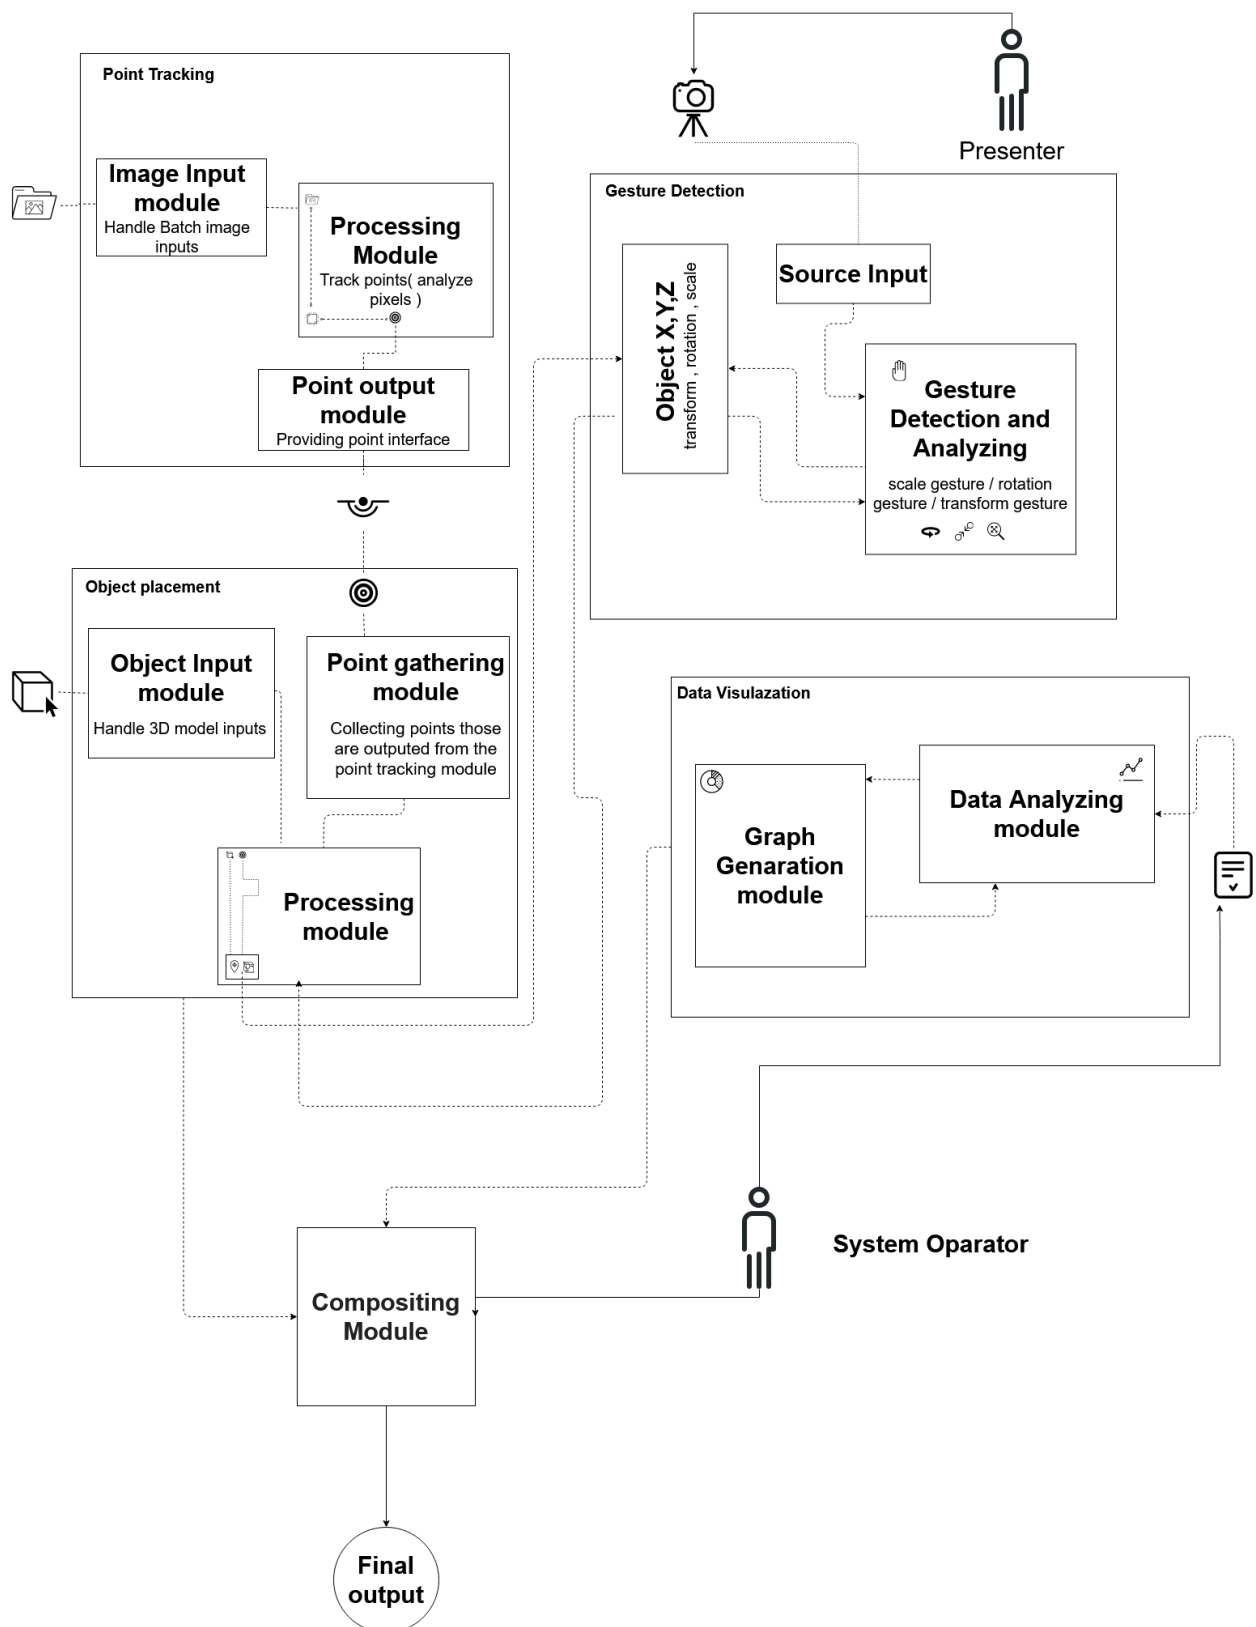 Presenter
Point Tracking
Image Input
module
Handle Batch image
inputs
Processing
Module
Track points( analyze
pixels )
Point output
module
Providing point interface
Gesture Detection
Object X,Y,Z
transform , rotation , scale
Source Input
Gesture
Detection and
Analyzing
scale gesture / rotation
gesture / transform gesture
Object placement
Object Input
module
Handle 3D model inputs
Point gathering
module
Collecting points those
are outputed from the
point tracking module
Processing
module
Data Visulazation
Graph
Genaration
module
Data Analyzing
module
System Oparator
Compositing
Module
Final
output